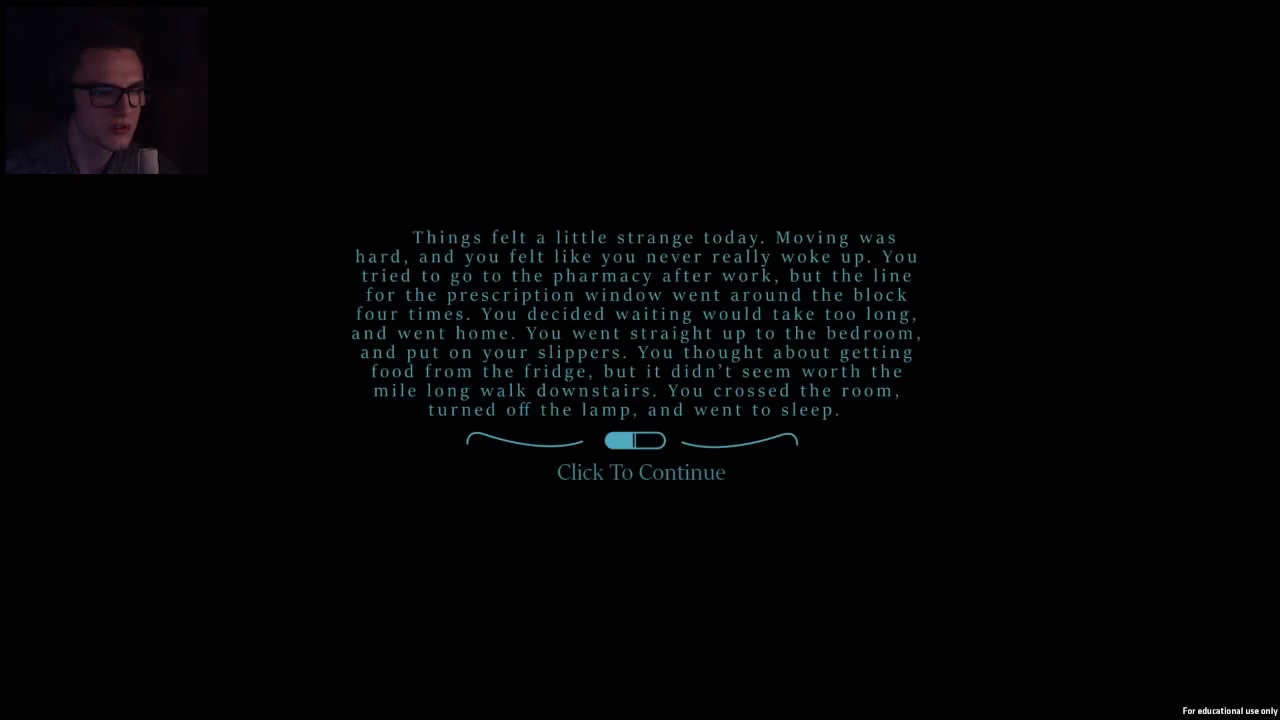 Things felt a little strange today. Moving was
hard, and you felt like you never really woke up. You
tried to go to the pharmacy after work, but the line
for the prescription window went around the block
four times. You decided waiting would take too long,
and went home. You went straight up to the bedroom,
and put on your slippers. You thought about getting
food from the fridge, but it didn’t seem worth the
mile long walk downstairs. You crossed the room,
turned off the lamp, and went to sleep.
Click To Continue
For educational use only